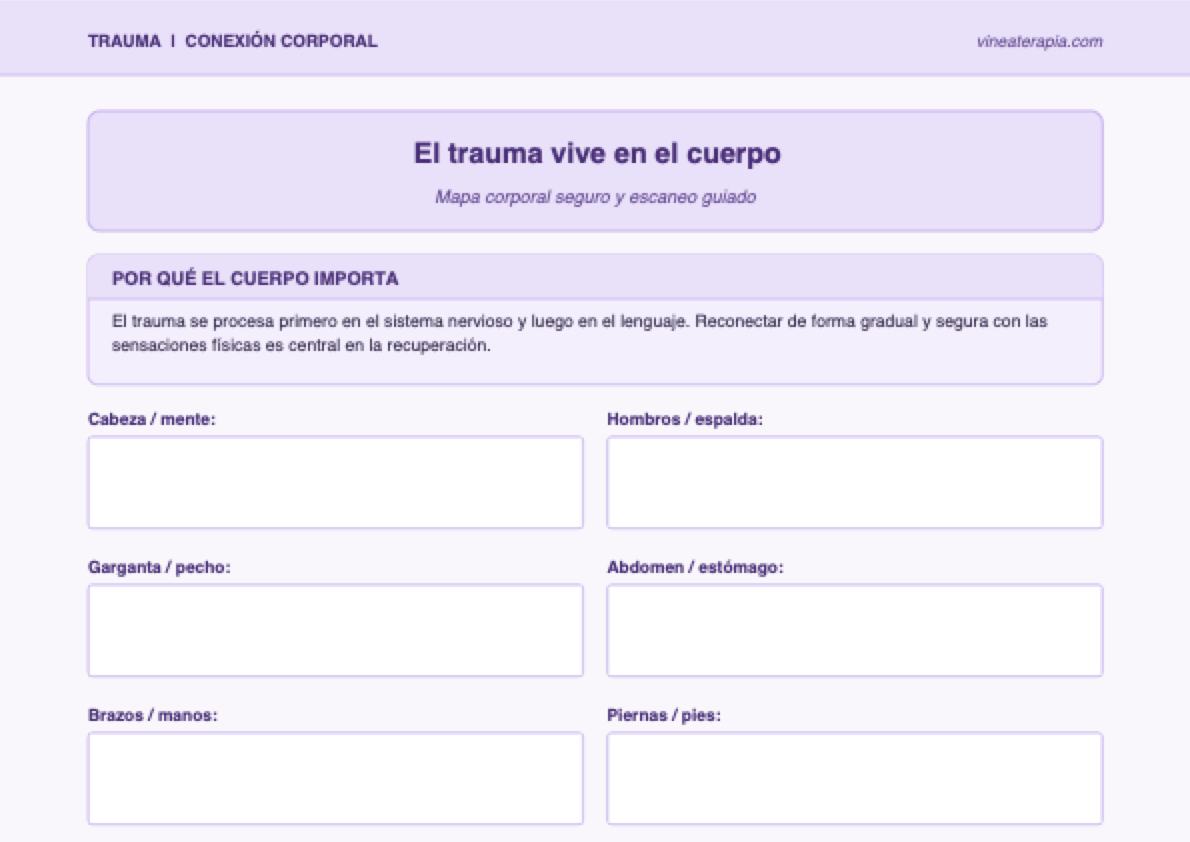 TRAUMA | CONEXIÓN CORPORAL
vineaterapia.com
El trauma vive en el cuerpo
Mapa corporal seguro y escaneo guiado
POR QUÉ EL CUERPO IMPORTA
El trauma se procesa primero en el sistema nervioso y luego en el lenguaje. Reconectar de forma gradual y segura con las
sensaciones físicas es central en la recuperación.
Cabeza / mente:
Hombros / espalda:
Garganta / pecho:
Abdomen / estómago:
Brazos / manos:
Piernas / pies: